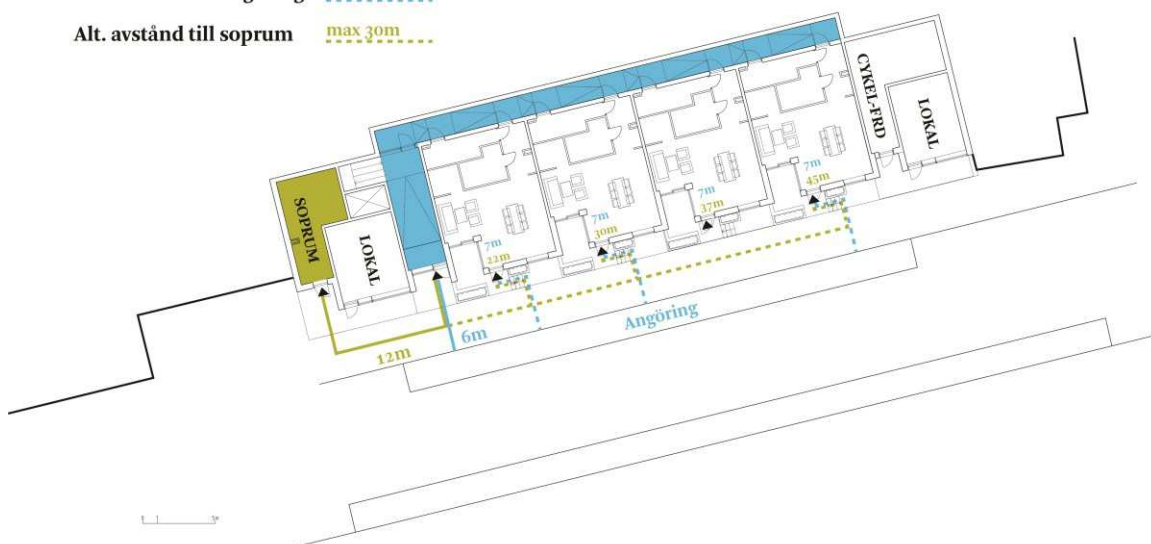 Alt. avstånd till soprum max 30m
CYKEL-FRD
LOKAL
7m
45m
7m
37m
7m
30m
7m
22m
SOPRUM
LOKAL
Angöring
6m
12m